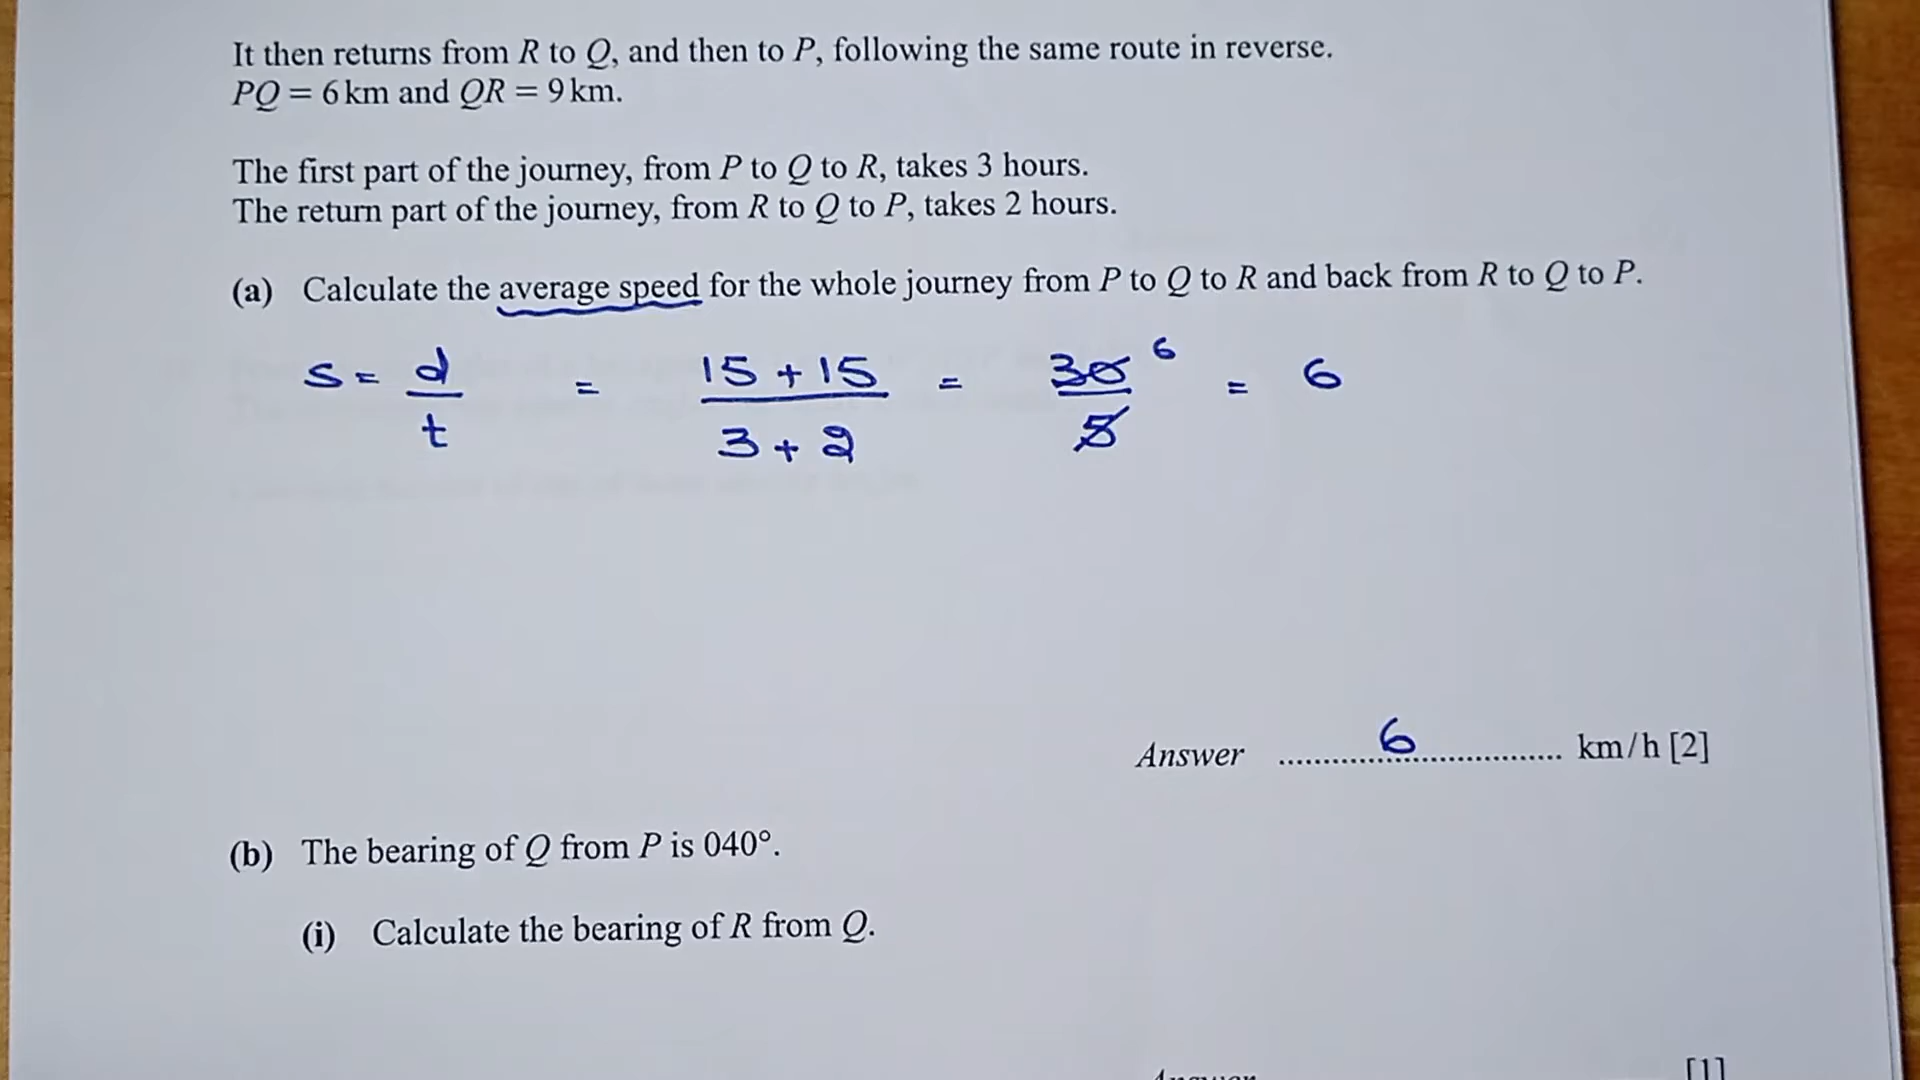 It then returns from R to Q, and then to P, following the same route in reverse.
PQ = 6 km and QR = 9 km.
The first part of the journey, from P to Q to R, takes 3 hours.
The return part of the journey, from R to Q to P, takes 2 hours.
(a) Calculate the average speed for the whole journey from P to Q to R and back from R to Q to P.
s = d/t = 15 + 15 / 3 + 2 = 30 6 / 5 = 6
Answer 6 km/h [2]
(b) The bearing of Q from P is 040°.
(i) Calculate the bearing of R from Q.
Answer [1]